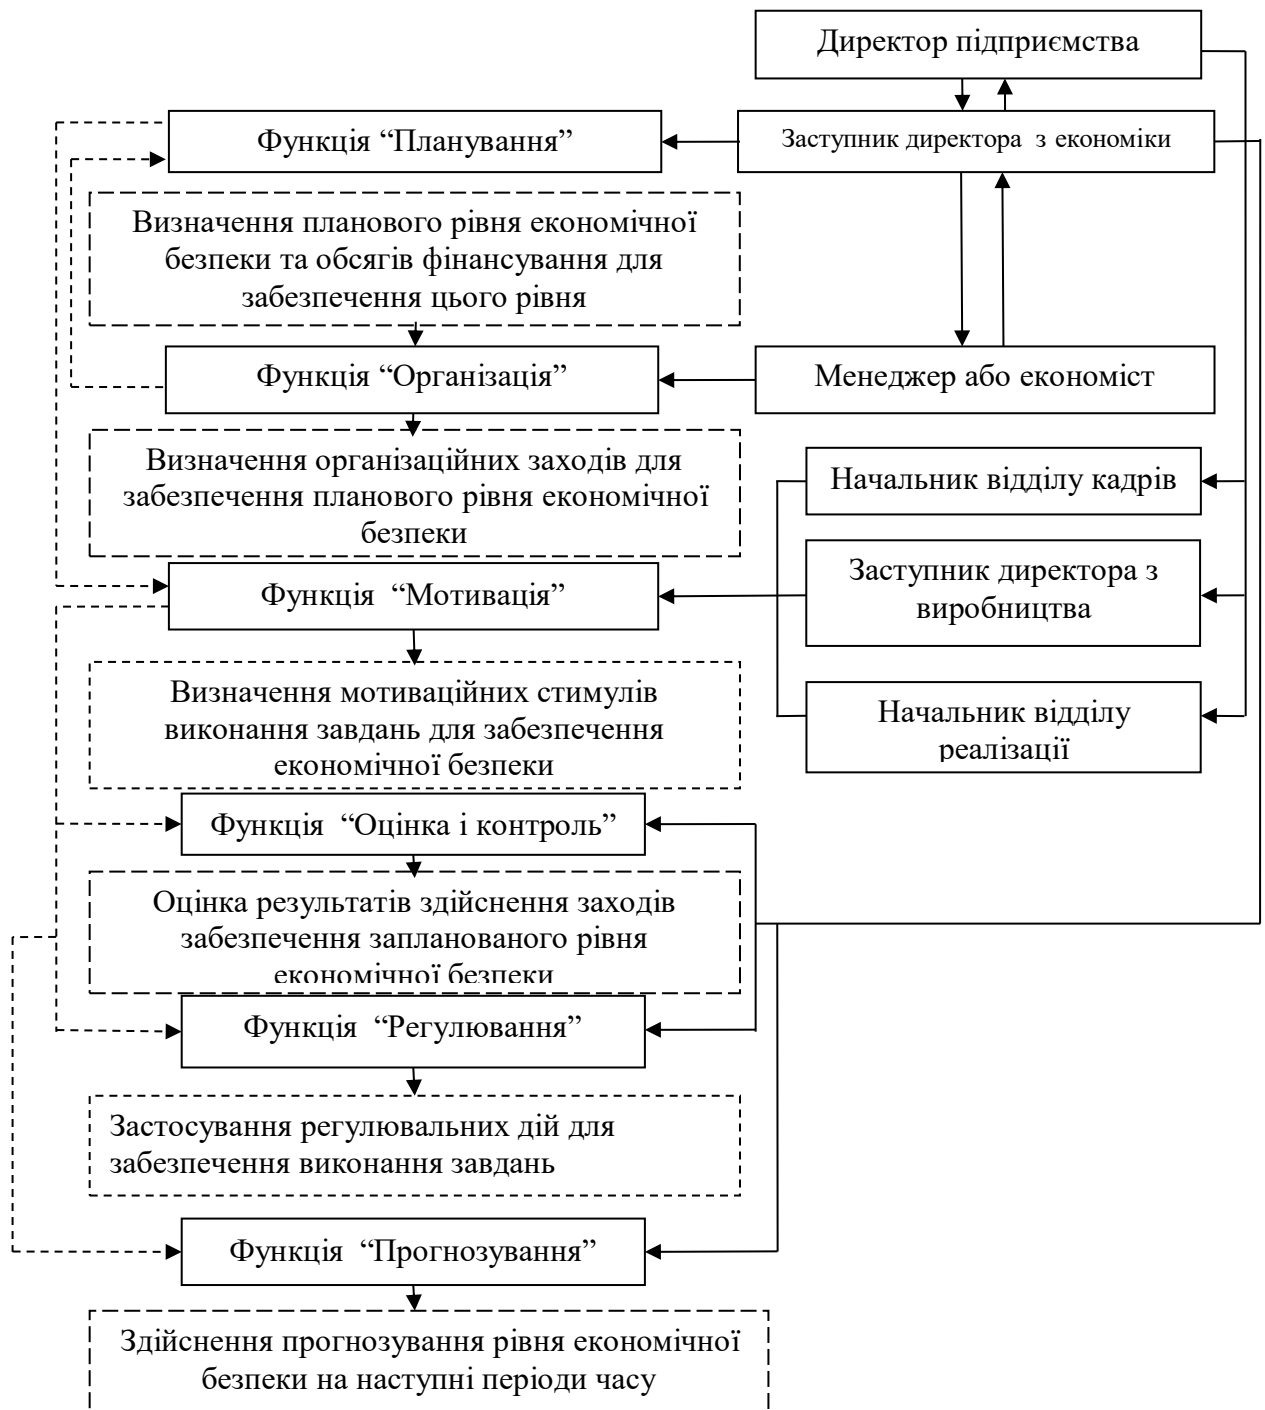 Директор підприємства
Функція “Планування”
Заступник директора з економіки
Визначення планового рівня економічної
безпеки та обсягів фінансування для
забезпечення цього рівня
Функція “Організація”
Менеджер або економіст
Визначення організаційних заходів для
забезпечення планового рівня економічної
безпеки
Начальник відділу кадрів
Заступник директора з
виробництва
Функція “Мотивація”
Визначення мотиваційних стимулів
виконання завдань для забезпечення
економічної безпеки
Начальник відділу
реалізації
Функція “Оцінка і контроль”
Оцінка результатів здійснення заходів
забезпечення запланованого рівня
економічної безпеки
Функція “Регулювання”
Застосування регулювальних дій для
забезпечення виконання завдань
Функція “Прогнозування”
Здійснення прогнозування рівня економічної
безпеки на наступні періоди часу